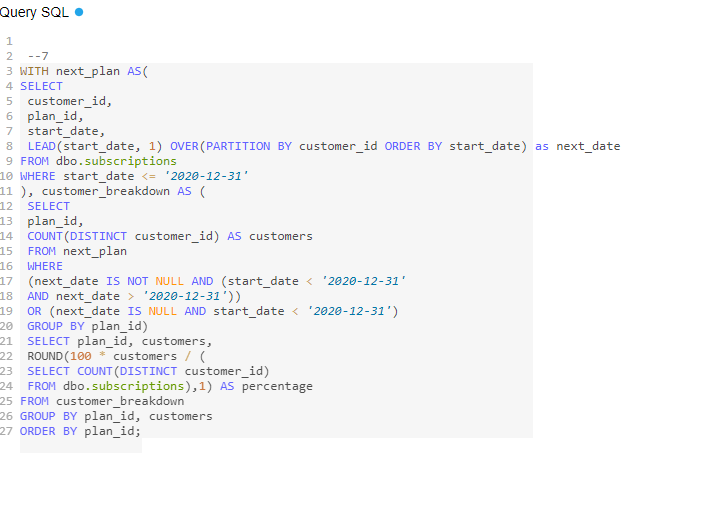 Query SQL
1
2 --7
3 WITH next_plan AS(
4 SELECT
5 customer_id,
6 plan_id,
7 start_date,
8 LEAD(start_date, 1) OVER(PARTITION BY customer_id ORDER BY start_date) as next_date
9 FROM dbo.subscriptions
10 WHERE start_date <= '2020-12-31'
11 ), customer_breakdown AS (
12 SELECT
13 plan_id,
14 COUNT(DISTINCT customer_id) AS customers
15 FROM next_plan
16 WHERE
17 (next_date IS NOT NULL AND (start_date < '2020-12-31'
18 AND next_date > '2020-12-31'))
19 OR (next_date IS NULL AND start_date < '2020-12-31')
20 GROUP BY plan_id)
21 SELECT plan_id, customers,
22 ROUND(100 * customers / (
23 SELECT COUNT(DISTINCT customer_id)
24 FROM dbo.subscriptions),1) AS percentage
25 FROM customer_breakdown
26 GROUP BY plan_id, customers
27 ORDER BY plan_id;